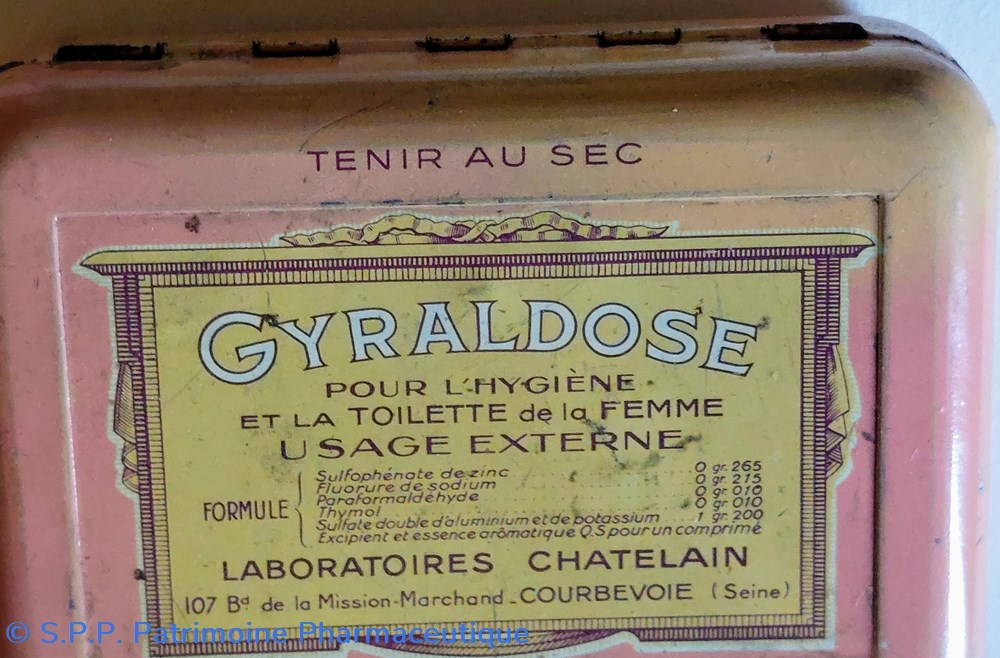 TENIR AU SEC
GYRALDOSE
POUR L'HYGIÈNE
ET LA TOILETTE de la FEMME
USAGE EXTERNE
FORMULE
Sulfophénate de zinc 0 gr. 265
Fluorure de sodium 0 gr. 215
Paraformaldéhyde 0 gr. 010
Thymol 0 gr. 010
Sulfate double d'aluminium et de potassium 1 gr. 200
Excipient et essence arômatique Q.S pour un comprimé
LABORATOIRES CHATELAIN
107 Bd de la Mission-Marchand - COURBEVOIE (Seine)
© S.P.P. Patrimoine Pharmaceutique